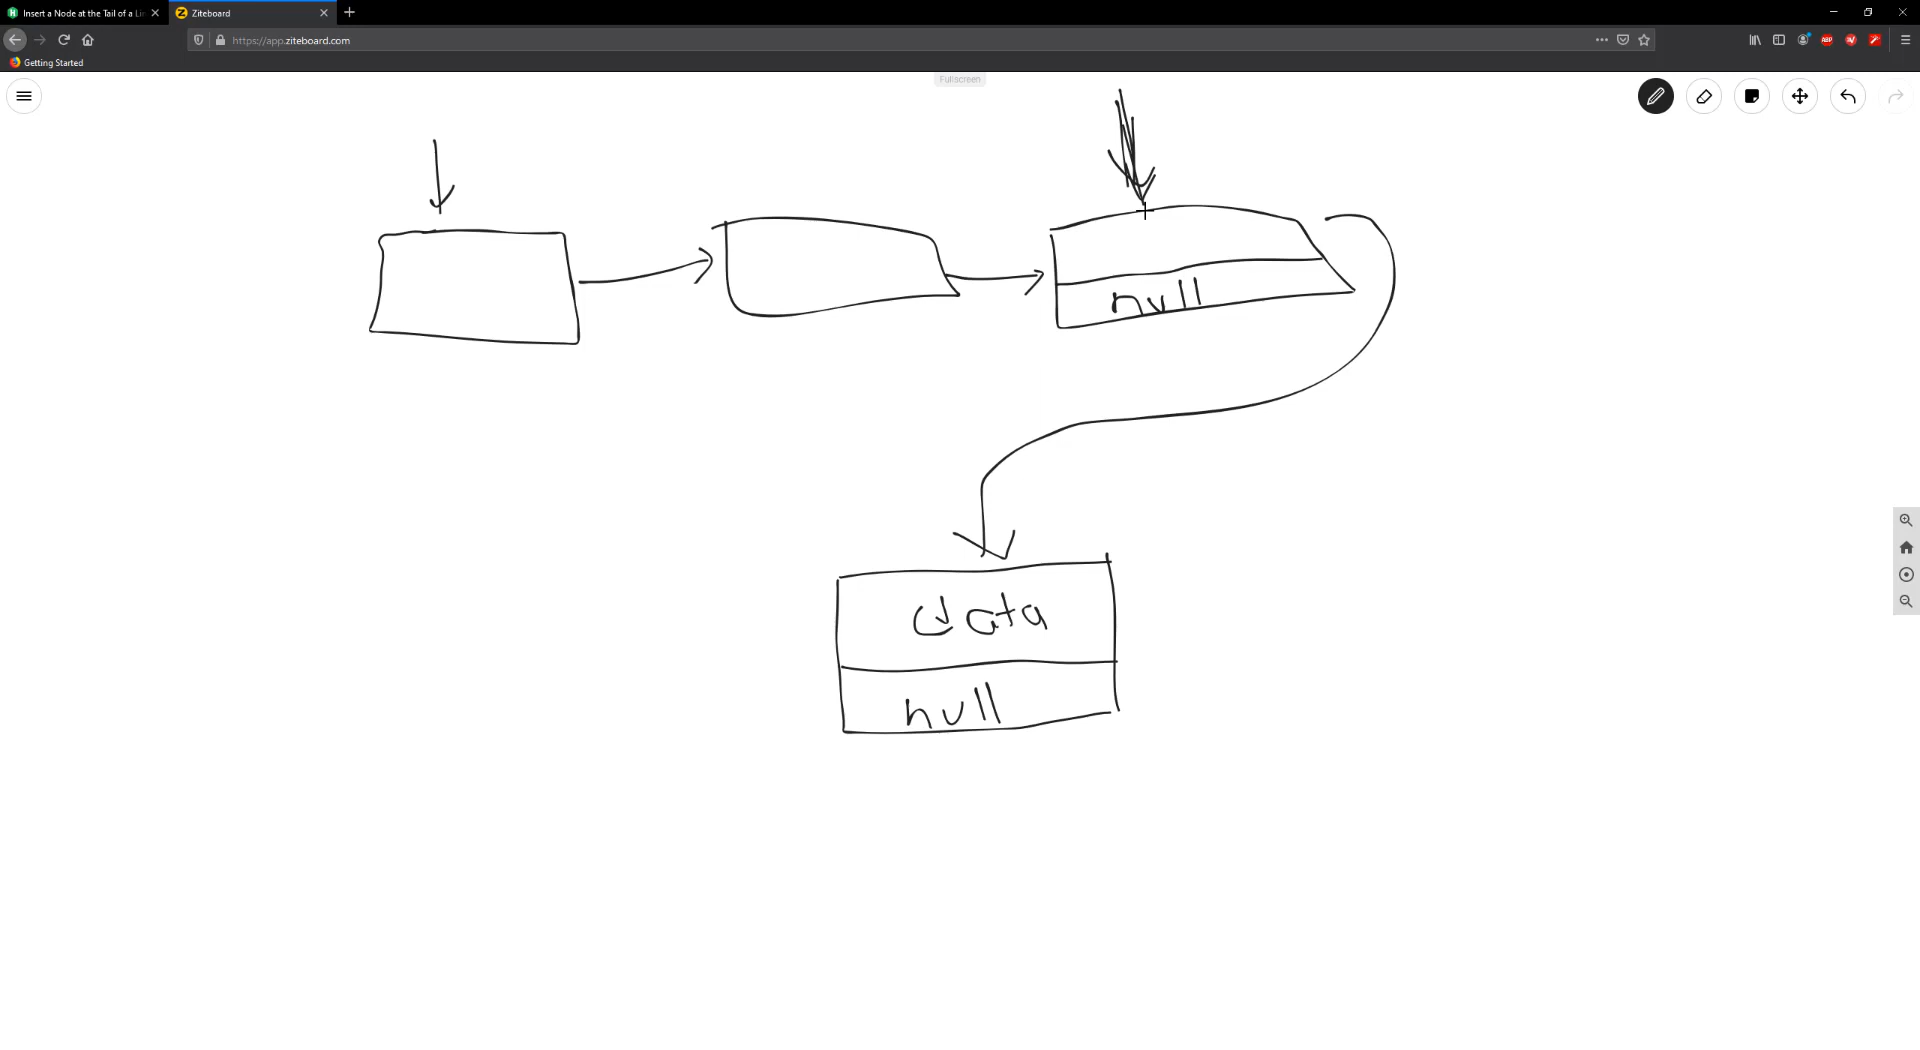 Insert a Node at the Tail of a Li
Ziteboard
https://app.ziteboard.com
Getting Started
Fullscreen
null
data
null